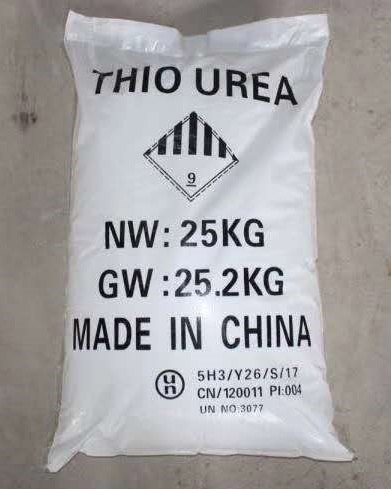 THIO UREA
9
NW: 25KG
GW: 25.2KG
MADE IN CHINA
un
5H3/Y26/S/17
CN/120011 PI:004
UN NO:3077